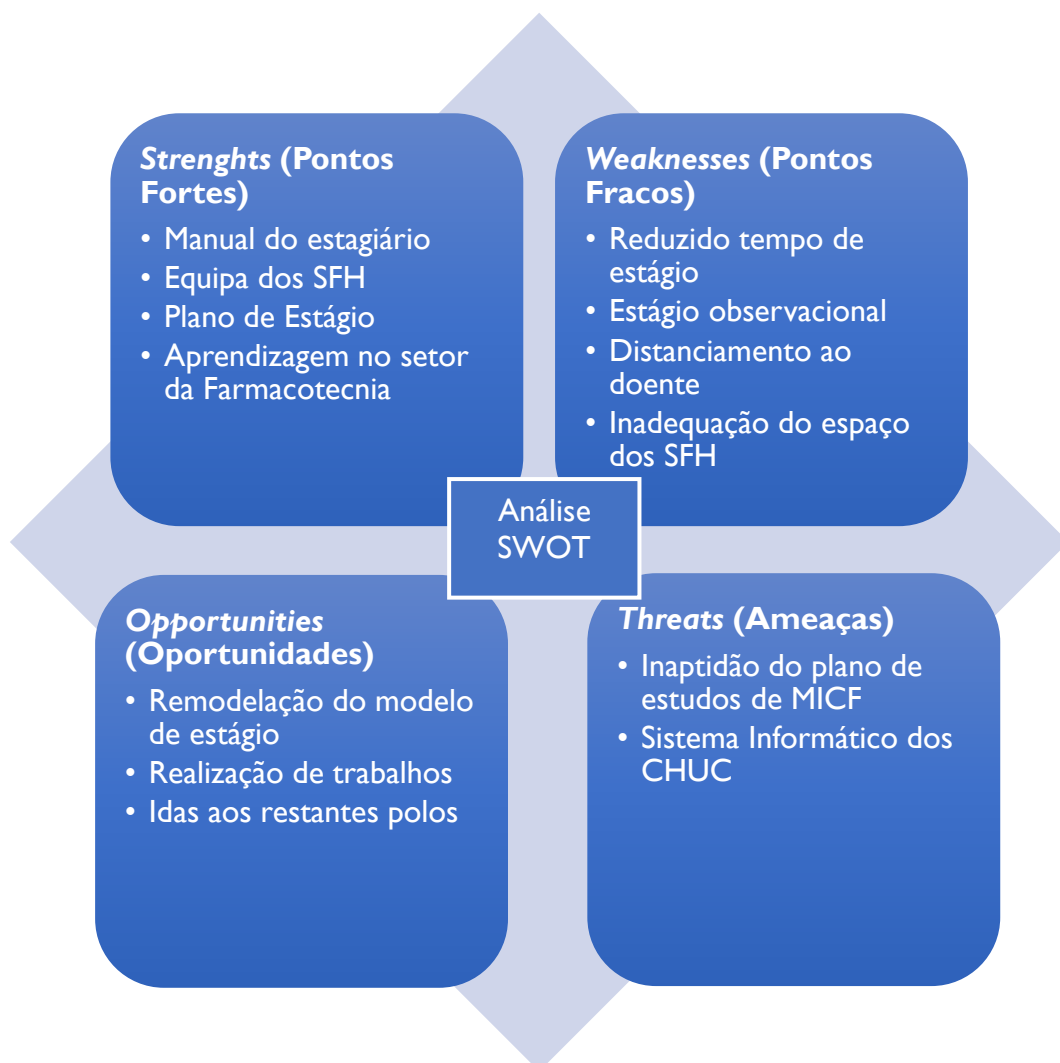 Strenghts (Pontos
Fortes)
• Manual do estagiário
• Equipa dos SFH
• Plano de Estágio
• Aprendizagem no setor
da Farmacotecnia
Weaknesses (Pontos
Fracos)
• Reduzido tempo de
estágio
• Estágio observacional
• Distanciamento ao
doente
• Inadequação do espaço
dos SFH
Análise
SWOT
Opportunities
(Oportunidades)
• Remodelação do modelo
de estágio
• Realização de trabalhos
• Idas aos restantes polos
Threats (Ameaças)
• Inaptidão do plano de
estudos de MICF
• Sistema Informático dos
CHUC